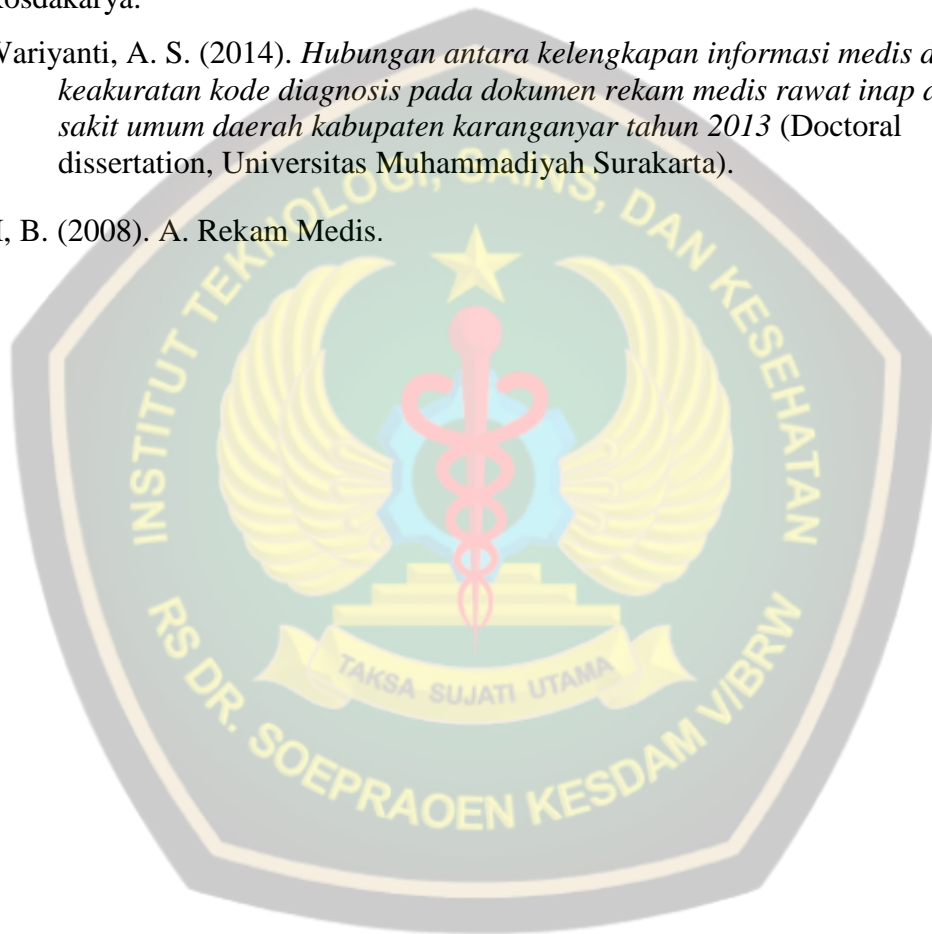 Rosdakarya.
Wariyanti, A. S. (2014). Hubungan antara kelengkapan informasi medis
keakuratan kode diagnosis pada dokumen rekam medis rawat inap
sakit umum daerah kabupaten karanganyar tahun 2013 (Doctoral
dissertation, Universitas Muhammadiyah Surakarta).
, B. (2008). A. Rekam Medis.
INSTITUT TEKNOLOGI, SAINS, DAN KESEHATAN
TAKSA SUJATI UTAMA
RS DR. SOEPRAOEN KESDAM V/BRW